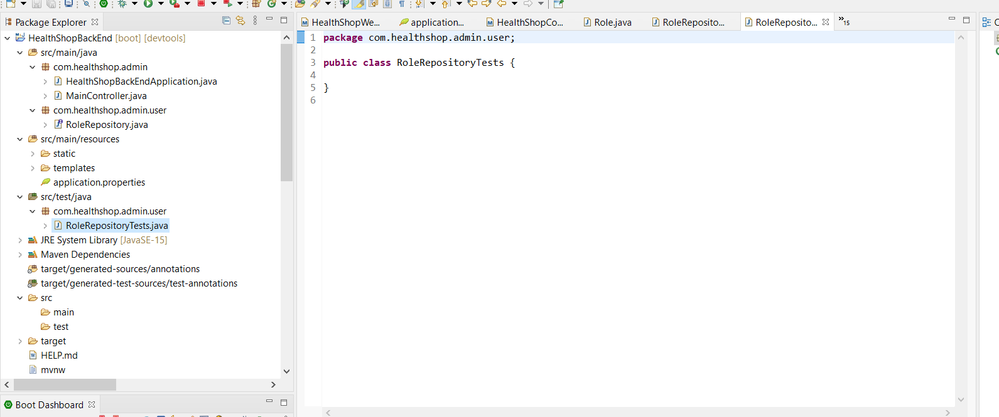 Package Explorer
HealthShopBackEnd [boot] [devtools]
src/main/java
com.healthshop.admin
HealthShopBackEndApplication.java
MainController.java
com.healthshop.admin.user
RoleRepository.java
src/main/resources
static
templates
application.properties
src/test/java
com.healthshop.admin.user
RoleRepositoryTests.java
JRE System Library [JavaSE-15]
Maven Dependencies
target/generated-sources/annotations
target/generated-test-sources/test-annotations
src
main
test
target
HELP.md
mvnw
Boot Dashboard
HealthShopWe... application... HealthShopCo... Role.java RoleReposito... RoleReposito... »15
1 package com.healthshop.admin.user;
2
3 public class RoleRepositoryTests {
4
5 }
6